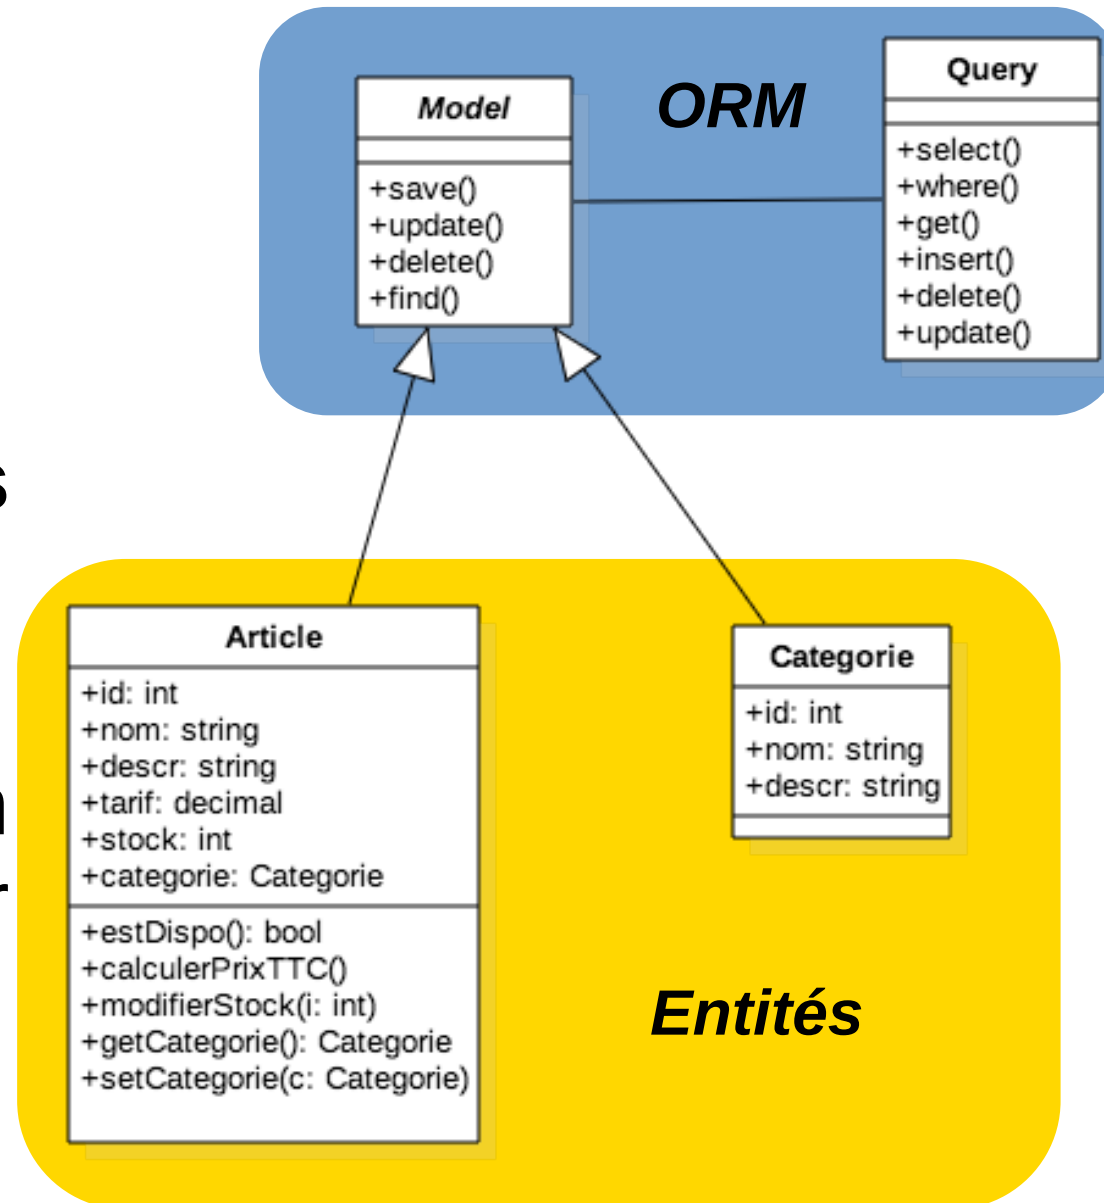 ORM
Model
+save()
+update()
+delete()
+find()
Query
+select()
+where()
+get()
+insert()
+delete()
+update()
Article
+id: int
+nom: string
+descr: string
+tarif: decimal
+stock: int
+categorie: Categorie
+estDispo(): bool
+calculerPrixTTC()
+modifierStock(i: int)
+getCategorie(): Categorie
+setCategorie(c: Categorie)
Categorie
+id: int
+nom: string
+descr: string
Entités